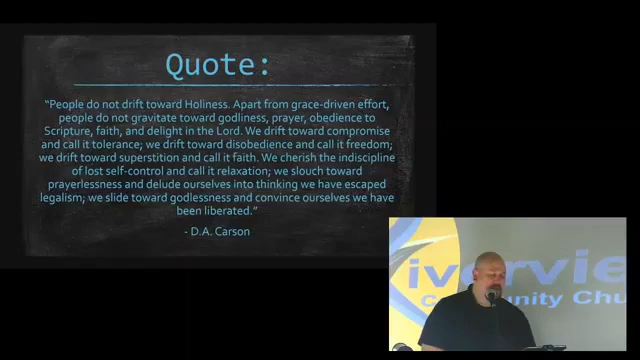 Quote:
“People do not drift toward Holiness. Apart from grace-driven effort,
people do not gravitate toward godliness, prayer, obedience to
Scripture, faith, and delight in the Lord. We drift toward compromise
and call it tolerance; we drift toward disobedience and call it freedom;
we drift toward superstition and call it faith. We cherish the indiscipline
of lost self-control and call it relaxation; we slouch toward
prayerlessness and delude ourselves into thinking we have escaped
legalism; we slide toward godlessness and convince ourselves we have
been liberated.”
- D.A. Carson
iverview
Community Chu